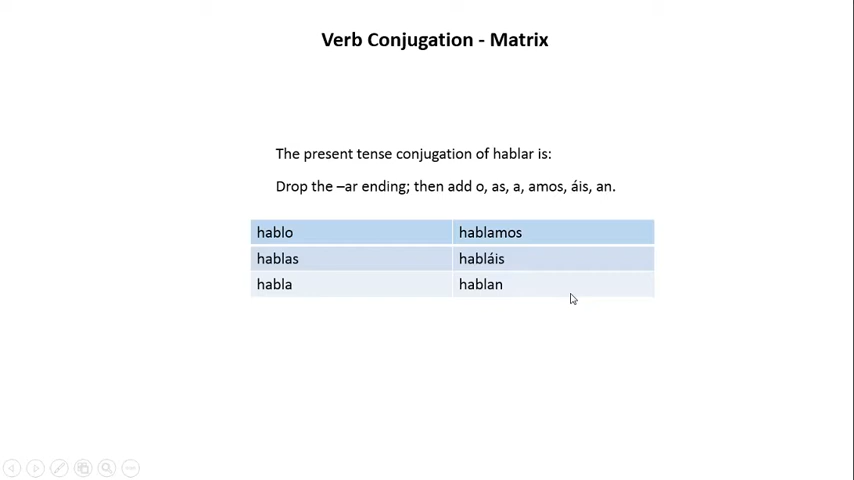 Verb Conjugation - Matrix
The present tense conjugation of hablar is:
Drop the –ar ending; then add o, as, a, amos, áis, an.
hablo hablamos
hablas habláis
habla hablan